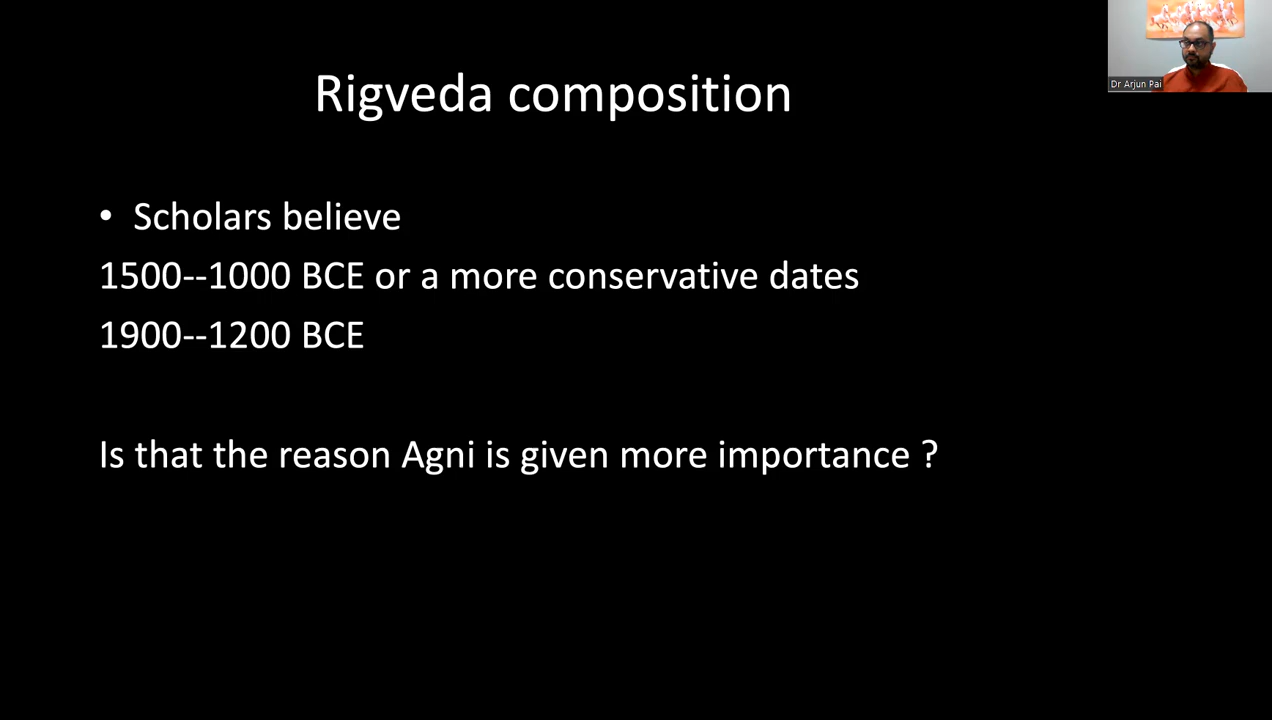 Dr Arjun Pai
Rigveda composition
• Scholars believe
1500--1000 BCE or a more conservative dates
1900--1200 BCE
Is that the reason Agni is given more importance ?